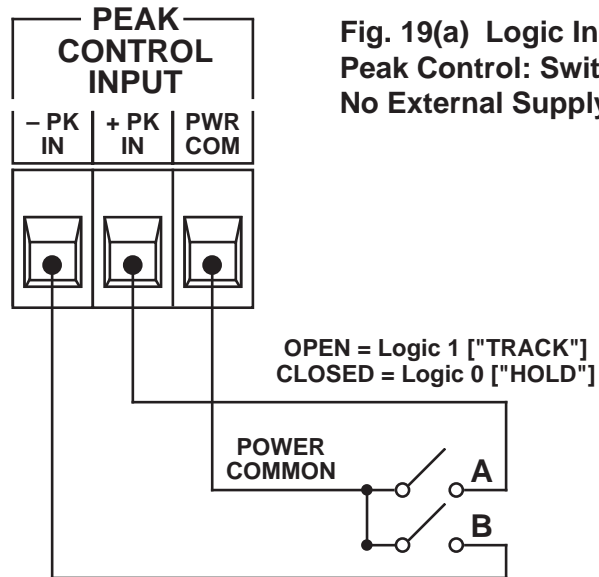 PEAK
CONTROL
INPUT
– PK IN
+ PK IN
PWR COM
Fig. 19(a) Logic In
Peak Control: Swit
No External Supply
OPEN = Logic 1 ["TRACK"]
CLOSED = Logic 0 ["HOLD"]
POWER
COMMON
A
B